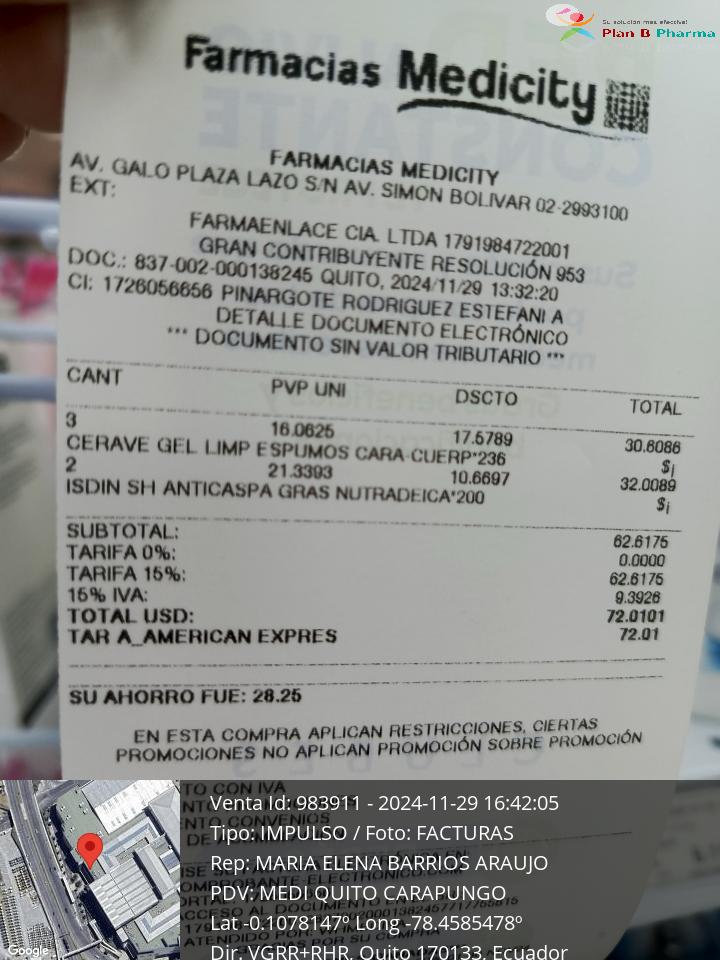 Su solución más efectiva!
Plan B Pharma
Farmacias Medicity
FARMACIAS MEDICITY
AV. GALO PLAZA LAZO S/N AV. SIMON BOLIVAR 02-2993100
EXT:
FARMAENLACE CIA. LTDA 1791984722001
GRAN CONTRIBUYENTE RESOLUCIÓN 953
DOC.: 837-002-000138245 QUITO, 2024/11/29 13:32:20
CI: 1726056656 PINARGOTE RODRIGUEZ ESTEFANI A
DETALLE DOCUMENTO ELECTRÓNICO
*** DOCUMENTO SIN VALOR TRIBUTARIO ***
CANT PVP UNI DSCTO TOTAL
3 16.0625 17.5789 30.6086
CERAVE GEL LIMP ESPUMOS CARA-CUERP*236 $¡
2 21.3393 10.6697 32.0089
ISDIN SH ANTICASPA GRAS NUTRADEICA*200 $¡
SUBTOTAL: 62.6175
TARIFA 0%: 0.0000
TARIFA 15%: 62.6175
15% IVA: 9.3926
TOTAL USD: 72.0101
TAR A_AMERICAN EXPRES 72.01
SU AHORRO FUE: 28.25
EN ESTA COMPRA APLICAN RESTRICCIONES, CIERTAS
PROMOCIONES NO APLICAN PROMOCIÓN SOBRE PROMOCIÓN
TO CON IVA
CONVENIOS
Venta Id: 983911 - 2024-11-29 16:42:05
Tipo: IMPULSO / Foto: FACTURAS
Rep: MARIA ELENA BARRIOS ARAUJO
PDV: MEDI QUITO CARAPUNGO
Lat -0.1078147º Long -78.4585478º
Dir. VGRR+RHR, Quito 170133, Ecuador
Google